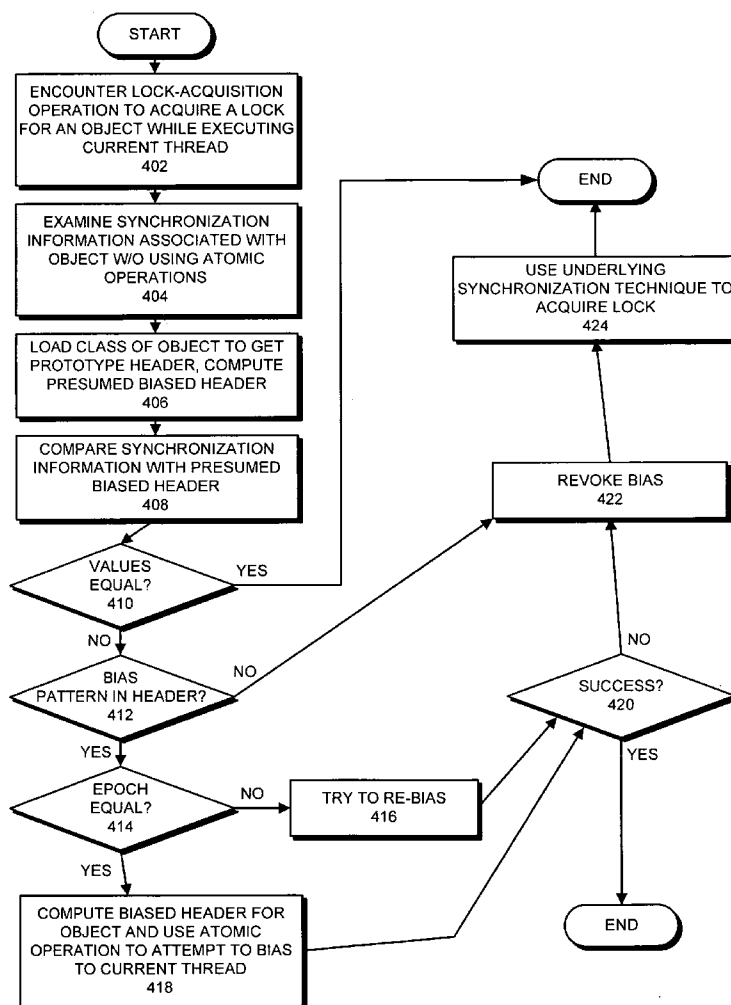 START
ENCOUNTER LOCK-ACQUISITION
OPERATION TO ACQUIRE A LOCK
FOR AN OBJECT WHILE EXECUTING
CURRENT THREAD
402
EXAMINE SYNCHRONIZATION
INFORMATION ASSOCIATED WITH
OBJECT W/O USING ATOMIC
OPERATIONS
404
LOAD CLASS OF OBJECT TO GET
PROTOTYPE HEADER, COMPUTE
PRESUMED BIASED HEADER
406
COMPARE SYNCHRONIZATION
INFORMATION WITH PRESUMED
BIASED HEADER
408
VALUES
EQUAL?
410
YES
NO
BIAS
PATTERN IN HEADER?
412
NO
YES
EPOCH
EQUAL?
414
NO
YES
TRY TO RE-BIAS
416
COMPUTE BIASED HEADER FOR
OBJECT AND USE ATOMIC
OPERATION TO ATTEMPT TO BIAS
TO CURRENT THREAD
418
END
USE UNDERLYING
SYNCHRONIZATION TECHNIQUE TO
ACQUIRE LOCK
424
REVOKE BIAS
422
NO
SUCCESS?
420
YES
END